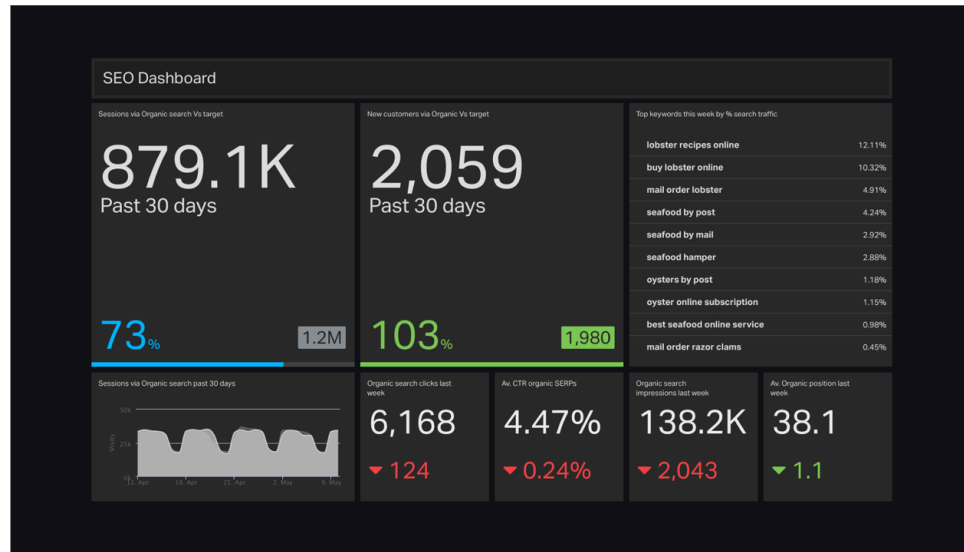 SEO Dashboard
Sessions via Organic search Vs target
879.1K
Past 30 days
73%
1.2M
New customers via Organic Vs target
2,059
Past 30 days
103%
1,980
Top keywords this week by % search traffic
lobster recipes online 12.11%
buy lobster online 10.32%
mail order lobster 4.91%
seafood by post 4.24%
seafood by mail 2.92%
seafood hamper 2.88%
oysters by post 1.18%
oyster online subscription 1.15%
best seafood online service 0.98%
mail order razor clams 0.45%
Sessions via Organic search past 30 days
Visits
50k
25k
0k
11. Apr 18. Apr 25. Apr 2. May 9. May
Organic search clicks last
week
6,168
124
Av. CTR organic SERPs
4.47%
0.24%
Organic search
impressions last week
138.2K
2,043
Av. Organic position last
week
38.1
1.1